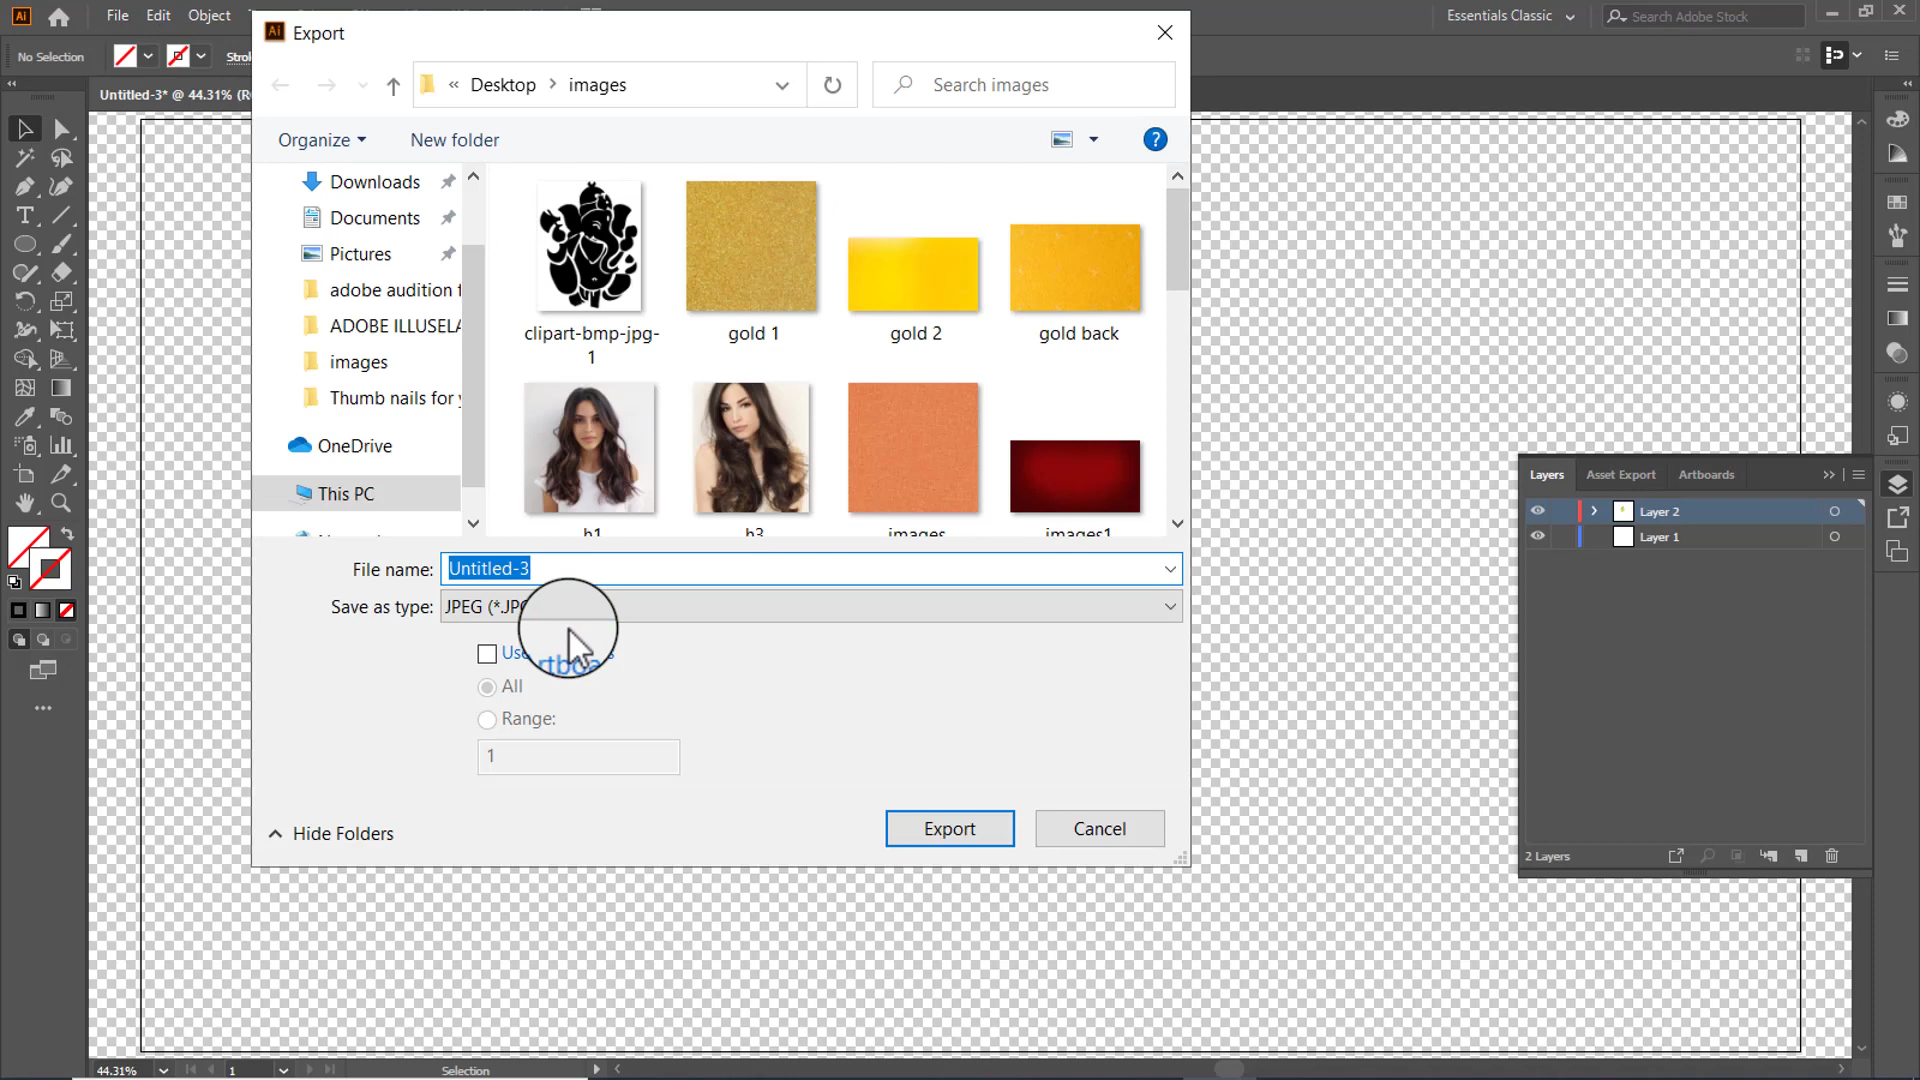 Ai File Edit Object
Essentials Classic
Search Adobe Stock
No Selection
Untitled-3* @ 44.31%
Ai Export
« Desktop > images
Search images
Organize
New folder
Downloads
Documents
Pictures
adobe audition
ADOBE ILLUSELA
images
Thumb nails for
OneDrive
This PC
clipart-bmp-jpg-
1
gold 1
gold 2
gold back
h1
h3
images
images1
File name: Untitled-3
Save as type: JPEG (*.JPG
Use
rtboa
All
Range:
1
Hide Folders
Export
Cancel
Layers
Asset Export
Artboards
Layer 2
Layer 1
2 Layers
44.31%
1
Selection